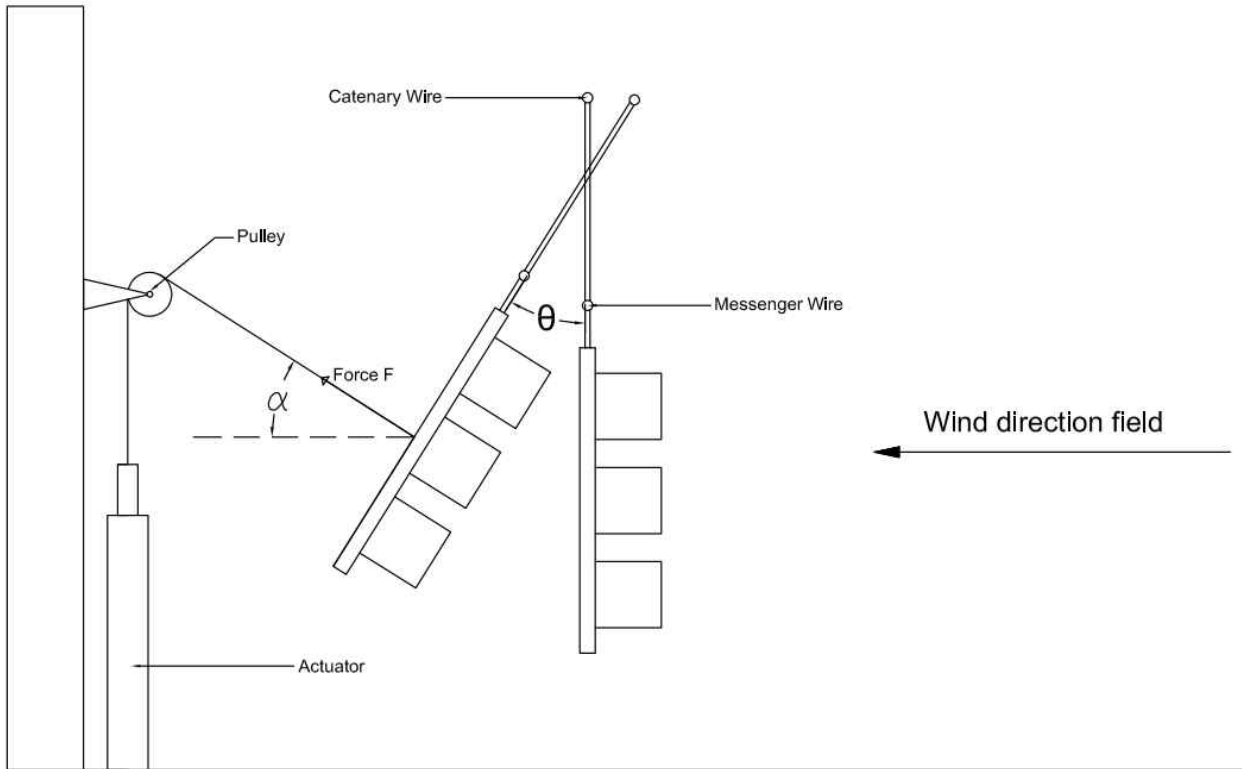 Catenary Wire
Pulley
Messenger Wire
θ
Force F
α
Wind direction field
Actuator